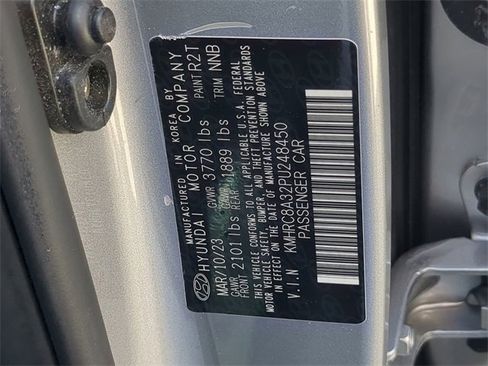 MANUFACTURED IN KOREA BY
HYUNDAI MOTOR COMPANY
MAR/10/23 GVWR 3770 lbs PAINT R2T
GAWR FRONT 2101 lbs GAWR REAR 1889 lbs TRIM NNB
THIS VEHICLE CONFORMS TO ALL APPLICABLE U.S.A. FEDERAL
MOTOR VEHICLE SAFETY, BUMPER, AND THEFT PREVENTION STANDARDS
IN EFFECT ON THE DATE OF MANUFACTURE SHOWN ABOVE
V.I.N KMHRC8A32PU248450
PASSENGER CAR